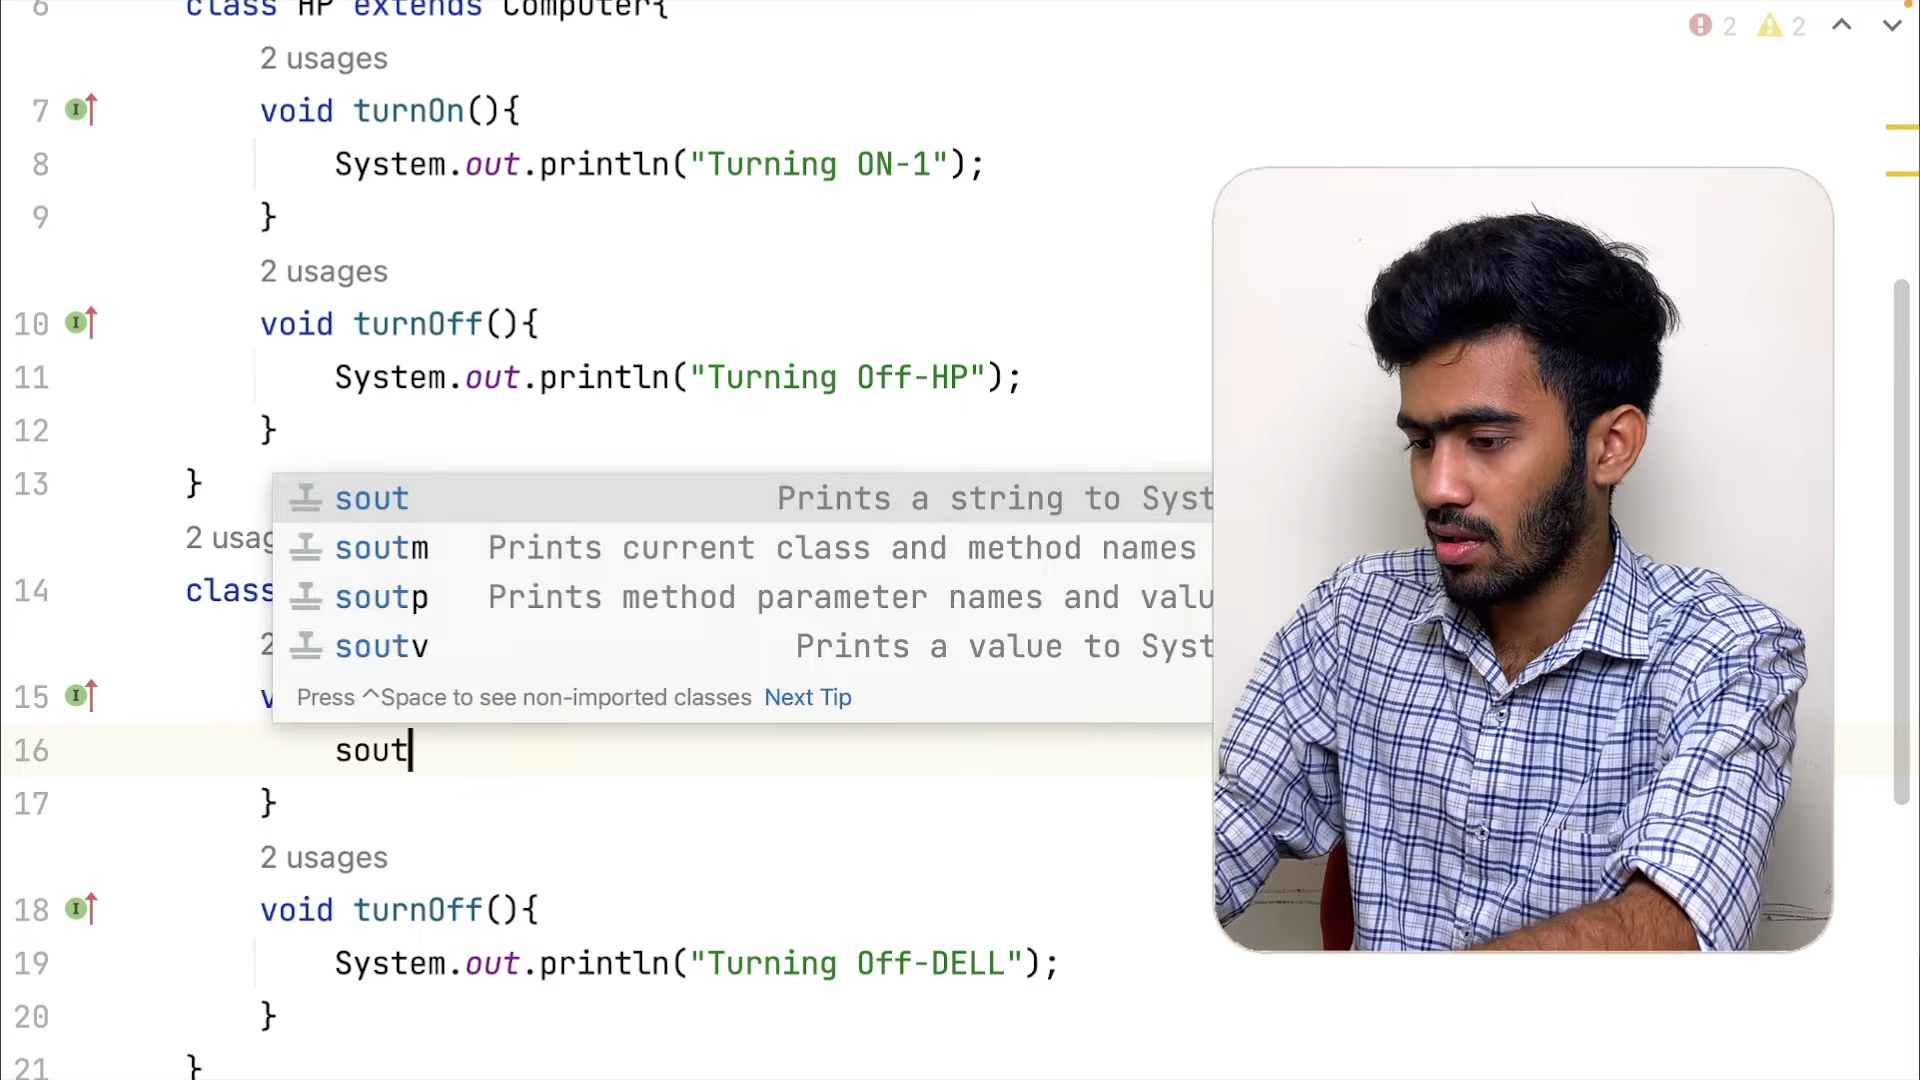 6 class HP extends Computer{
2 usages
7 void turnOn(){
8 System.out.println("Turning ON-1");
9 }
2 usages
10 void turnOff(){
11 System.out.println("Turning Off-HP");
12 }
13 }
2 usag
14 class
2
15 v
16 sout
17 }
2 usages
18 void turnOff(){
19 System.out.println("Turning Off-DELL");
20 }
21 }
sout Prints a string to Syst
soutm Prints current class and method names
soutp Prints method parameter names and valu
soutv Prints a value to Syst
Press ^Space to see non-imported classes Next Tip
2 2